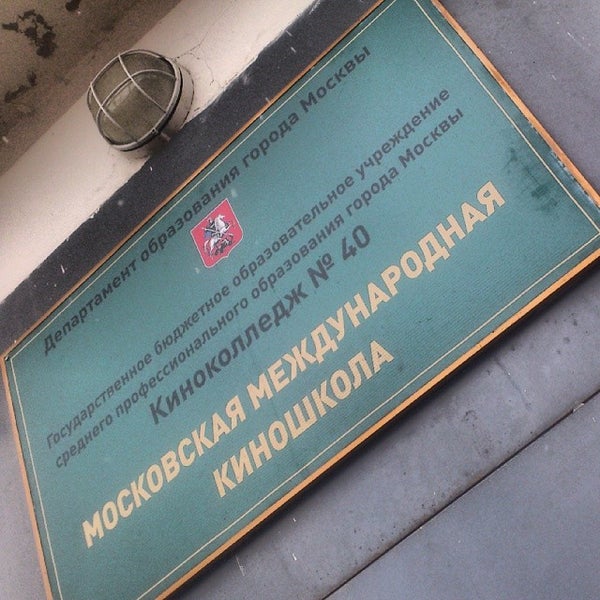 Департамент образования города Москвы
Государственное бюджетное образовательное учреждение
среднего профессионального образования города Москвы
Киноколледж № 40
МОСКОВСКАЯ МЕЖДУНАРОДНАЯ
КИНОШКОЛА